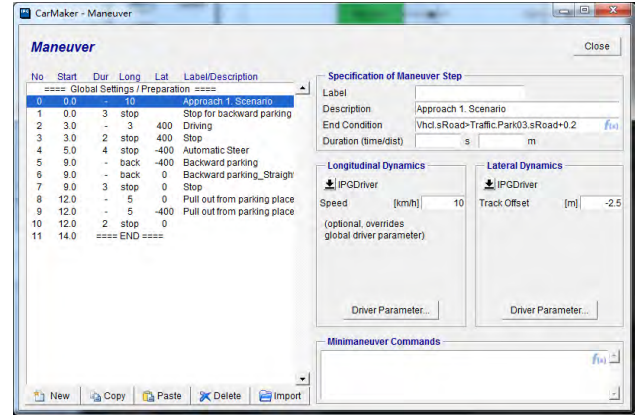 CarMaker - Maneuver
Maneuver
Close
No Start Dur Long Lat Label/Description
==== Global Settings / Preparation ====
0 0.0 - 10 Approach 1. Scenario
1 0.0 3 stop Stop for backward parking
2 3.0 - 3 400 Driving
3 3.0 2 stop 400 Stop
4 5.0 4 stop -400 Automatic Steer
5 9.0 - back -400 Backward parking
6 9.0 - back 0 Backward parking_Straigh
7 9.0 3 stop 0 Stop
8 12.0 - 5 0 Pull out from parking place
9 12.0 - 5 -400 Pull out from parking place
10 12.0 2 stop 0
11 14.0 ==== END ====
New Copy Paste Delete Import
Specification of Maneuver Step
Label
Description Approach 1. Scenario
End Condition Vhcl.sRoad>Traffic.Park03.sRoad+0.2 f(x)
Duration (time/dist) s m
Longitudinal Dynamics
IPGDriver
Speed [km/h] 10
(optional, overrides
global driver parameter)
Driver Parameter...
Lateral Dynamics
IPGDriver
Track Offset [m] -2.5
Driver Parameter...
Minimaneuver Commands
f(x)